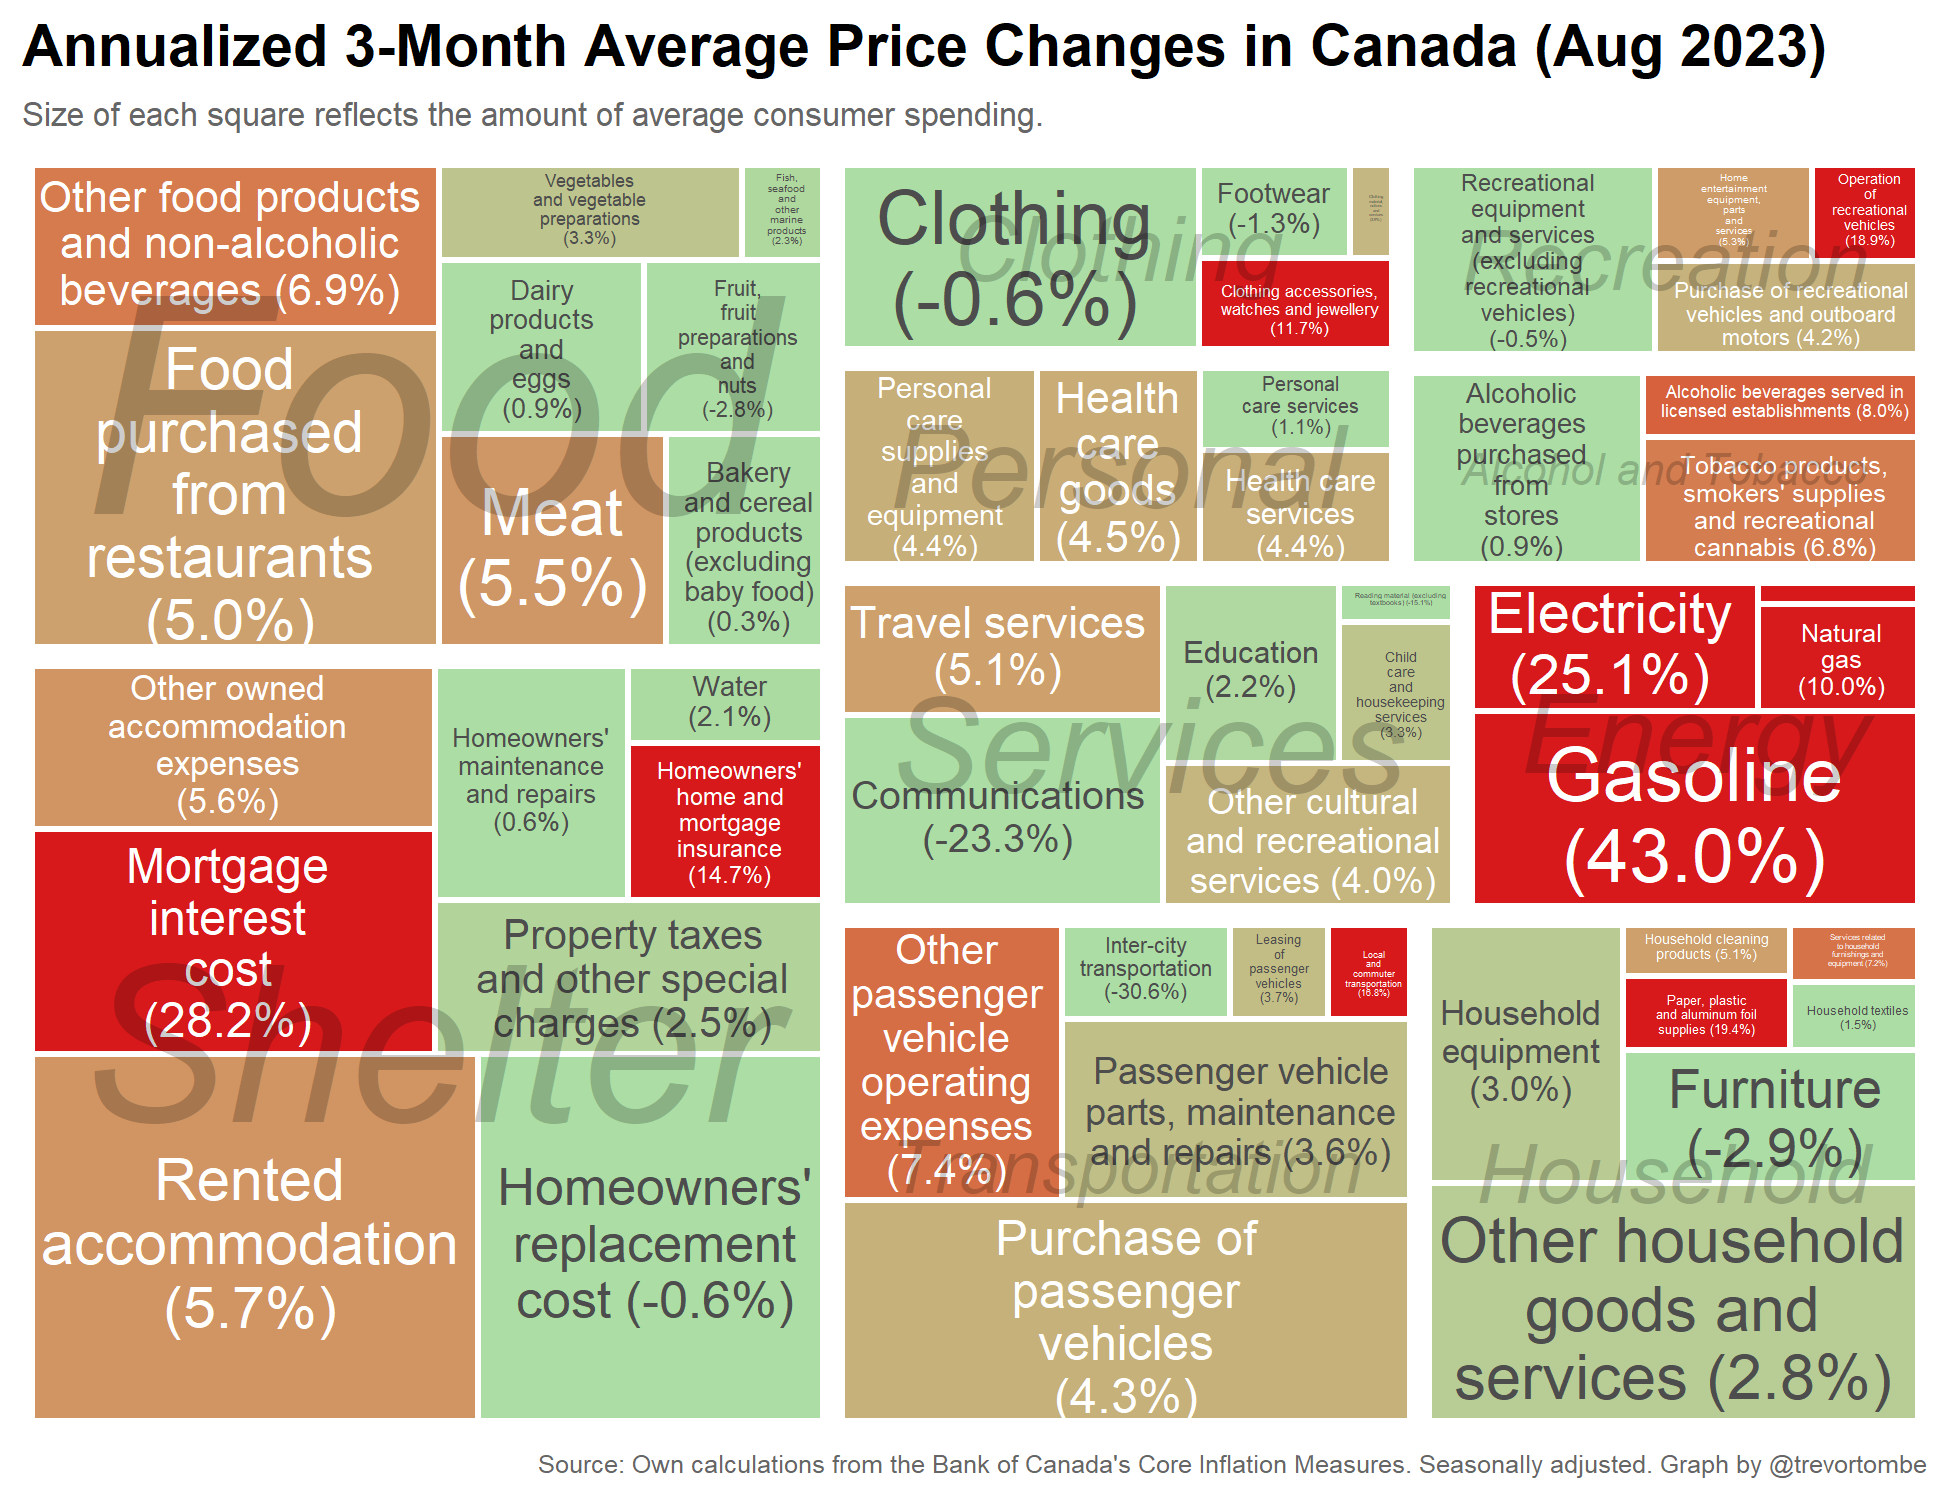 Annualized 3-Month Average Price Changes in Canada (Aug 2023)
Size of each square reflects the amount of average consumer spending.
Other food products
and non-alcoholic
beverages (6.9%)
Vegetables
and vegetable
preparations
(3.3%)
Fish,
seafood
and
other
marine
products
(2.3%)
Dairy
products
and
eggs
(0.9%)
Fruit,
fruit
preparations
and
nuts
(-2.8%)
Food
purchased
from
restaurants
(5.0%)
Meat
(5.5%)
Bakery
and cereal
products
(excluding
baby food)
(0.3%)
Food
Clothing
(-0.6%)
Footwear
(-1.3%)
Clothing accessories,
watches and jewellery
(11.7%)
Clothing
Recreational
equipment
and services
(excluding
recreational
vehicles)
(-0.5%)
Home
entertainment
equipment,
parts
and
services
(5.3%)
Operation
of
recreational
vehicles
(18.9%)
Purchase of recreational
vehicles and outboard
motors (4.2%)
Recreation
Personal
care
supplies
and
equipment
(4.4%)
Health
care
goods
(4.5%)
Personal
care services
(1.1%)
Health care
services
(4.4%)
Personal
Alcoholic
beverages
purchased
from
stores
(0.9%)
Alcoholic beverages served in
licensed establishments (8.0%)
Tobacco products,
smokers' supplies
and recreational
cannabis (6.8%)
Alcohol and Tobacco
Travel services
(5.1%)
Education
(2.2%)
Reading material (excluding
textbooks) (-15.1%)
Child
care
and
housekeeping
services
(3.3%)
Communications
(-23.3%)
Other cultural
and recreational
services (4.0%)
Services
Electricity
(25.1%)
Natural
gas
(10.0%)
Gasoline
(43.0%)
Energy
Other owned
accommodation
expenses
(5.6%)
Homeowners'
maintenance
and repairs
(0.6%)
Water
(2.1%)
Homeowners'
home and
mortgage
insurance
(14.7%)
Mortgage
interest
cost
(28.2%)
Property taxes
and other special
charges (2.5%)
Rented
accommodation
(5.7%)
Homeowners'
replacement
cost (-0.6%)
Shelter
Other
passenger
vehicle
operating
expenses
(7.4%)
Inter-city
transportation
(-30.6%)
Leasing
of
passenger
vehicles
(3.7%)
Local
and
commuter
transportation
(16.8%)
Passenger vehicle
parts, maintenance
and repairs (3.6%)
Purchase of
passenger
vehicles
(4.3%)
Transportation
Household
equipment
(3.0%)
Household cleaning
products (5.1%)
Services related
to household
furnishings and
equipment (7.2%)
Paper, plastic
and aluminum foil
supplies (19.4%)
Household textiles
(1.5%)
Furniture
(-2.9%)
Other household
goods and
services (2.8%)
Household
Source: Own calculations from the Bank of Canada's Core Inflation Measures. Seasonally adjusted. Graph by @trevortombe